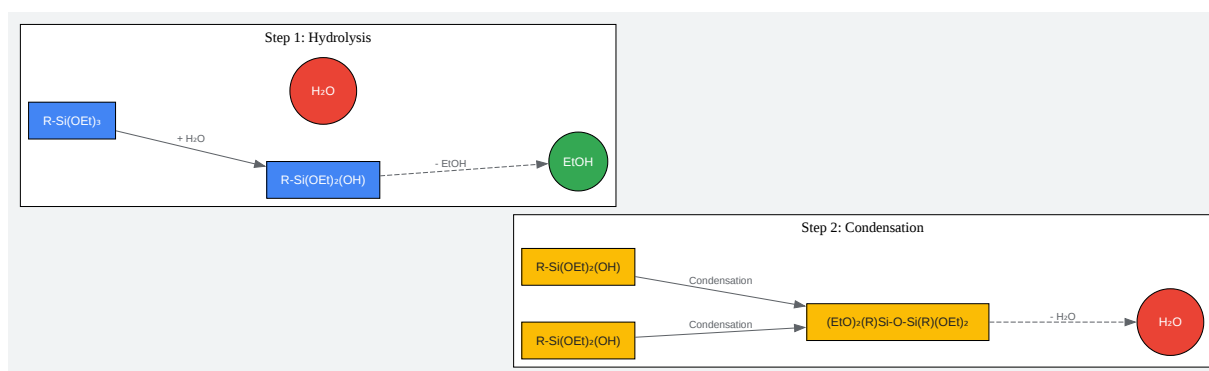 Step 1: Hydrolysis
H₂O
R-Si(OEt)₃
+ H₂O
R-Si(OEt)₂(OH)
- EtOH
EtOH
Step 2: Condensation
R-Si(OEt)₂(OH)
Condensation
R-Si(OEt)₂(OH)
Condensation
(EtO)₂(R)Si-O-Si(R)(OEt)₂
- H₂O
H₂O